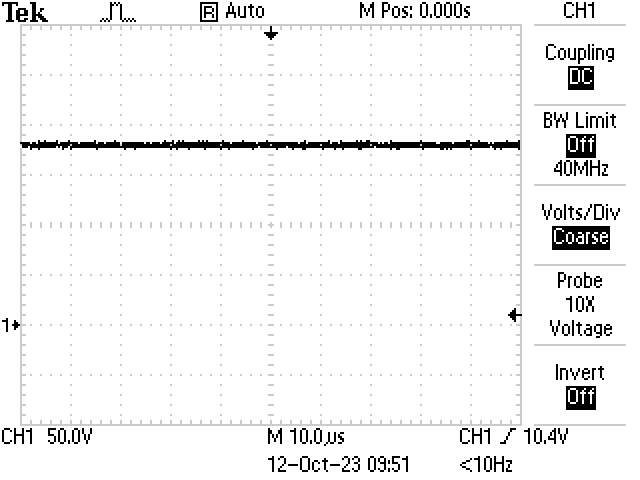 Tek
R Auto
M Pos: 0.000s
CH1
Coupling
DC
BW Limit
Off
40MHz
Volts/Div
Coarse
Probe
10X
Voltage
Invert
Off
1
CH1 50.0V
M 10.0µs
CH1 10.4V
12-Oct-23 09:51
<10Hz